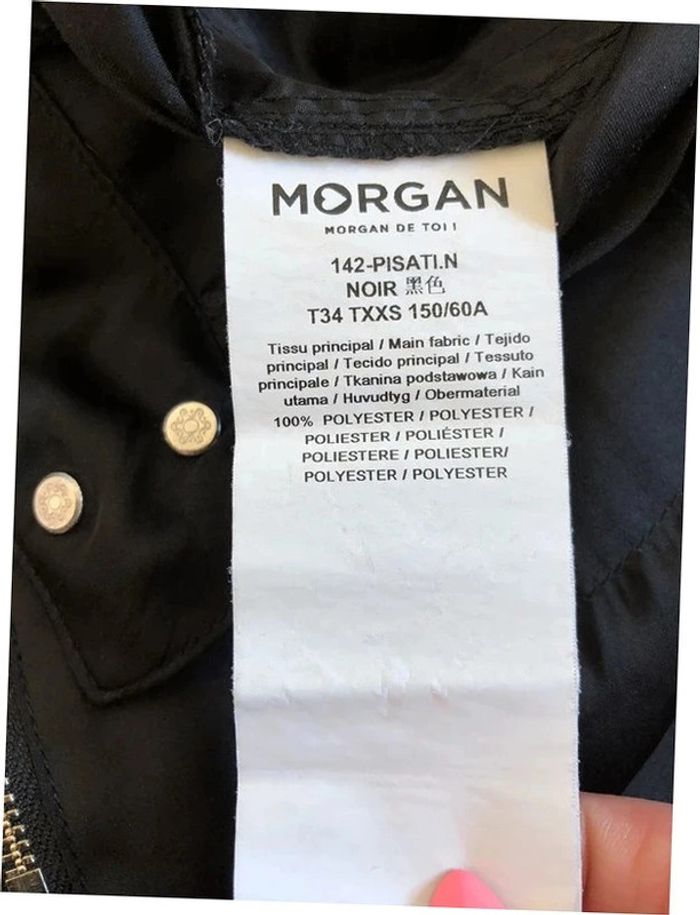 MORGAN
MORGAN DE TOI !
142-PISATI.N
NOIR 黑色
T34 TXXS 150/60A
Tissu principal / Main fabric / Tejido
principal / Tecido principal / Tessuto
principale / Tkanina podstawowa / Kain
utama / Huvudtyg / Obermaterial
100% POLYESTER / POLYESTER /
POLIESTER / POLIÉSTER /
POLIESTERE / POLIESTER/
POLYESTER / POLYESTER